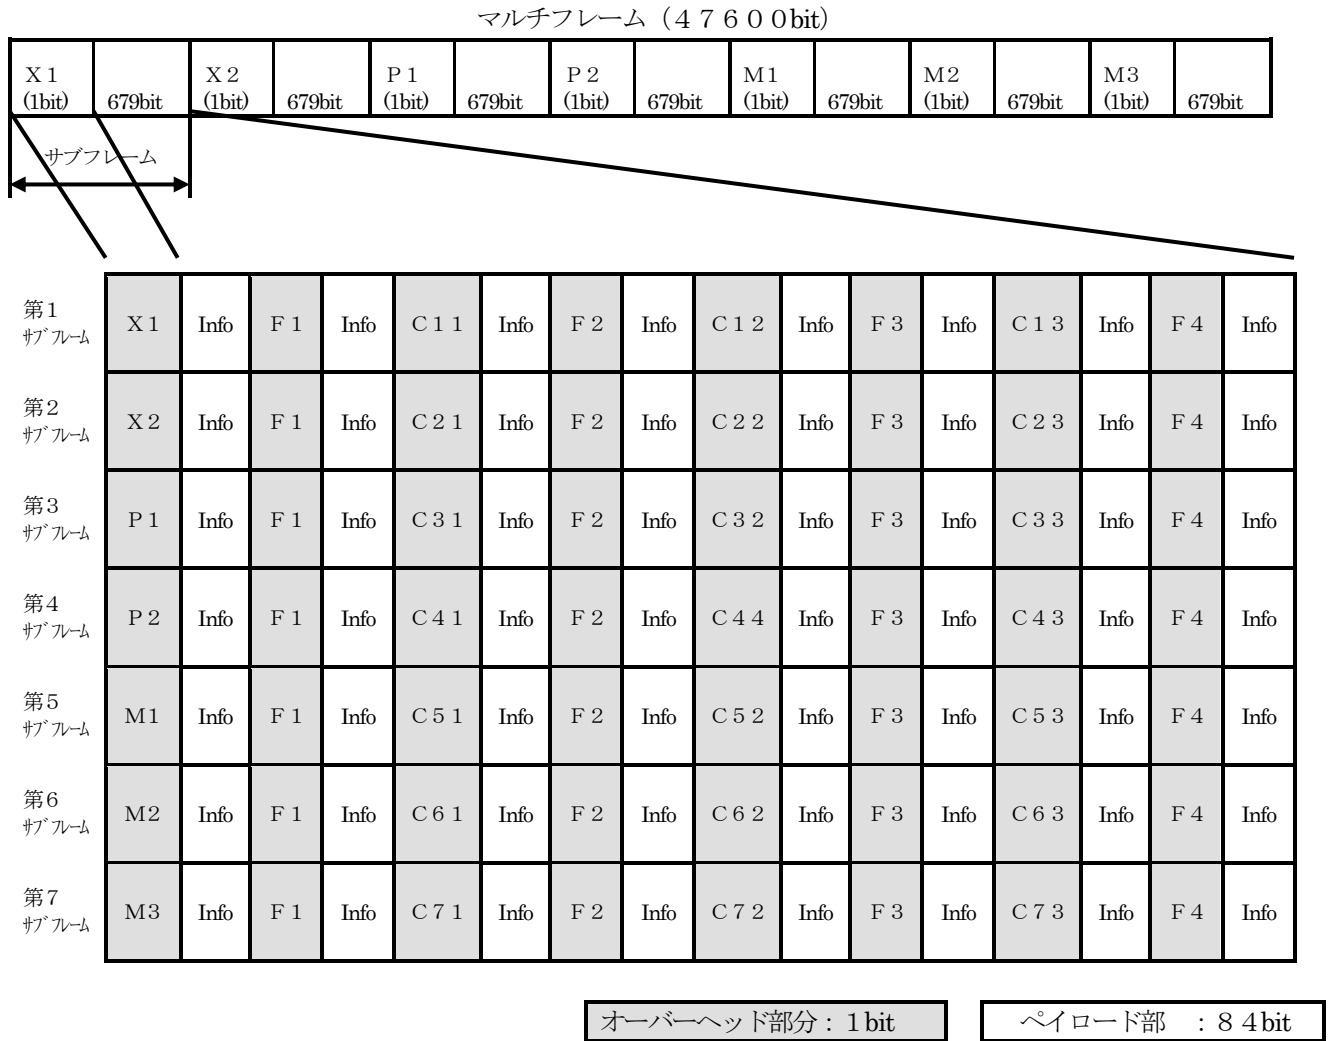 マルチフレーム（４７６００bit）
Ｘ１ Ｘ２ Ｐ１ Ｐ２ Ｍ１ Ｍ２ Ｍ３
(1bit) 679bit (1bit) 679bit (1bit) 679bit (1bit) 679bit (1bit) 679bit (1bit) 679bit (1bit) 679bit
サブフレーム
第１
ｻﾌﾞﾌﾚｰﾑ
Ｘ１ Info Ｆ１ Info Ｃ１１ Info Ｆ２ Info Ｃ１２ Info Ｆ３ Info Ｃ１３ Info Ｆ４ Info
第２
ｻﾌﾞﾌﾚｰﾑ
Ｘ２ Info Ｆ１ Info Ｃ２１ Info Ｆ２ Info Ｃ２２ Info Ｆ３ Info Ｃ２３ Info Ｆ４ Info
第３
ｻﾌﾞﾌﾚｰﾑ
Ｐ１ Info Ｆ１ Info Ｃ３１ Info Ｆ２ Info Ｃ３２ Info Ｆ３ Info Ｃ３３ Info Ｆ４ Info
第４
ｻﾌﾞﾌﾚｰﾑ
Ｐ２ Info Ｆ１ Info Ｃ４１ Info Ｆ２ Info Ｃ４４ Info Ｆ３ Info Ｃ４３ Info Ｆ４ Info
第５
ｻﾌﾞﾌﾚｰﾑ
Ｍ１ Info Ｆ１ Info Ｃ５１ Info Ｆ２ Info Ｃ５２ Info Ｆ３ Info Ｃ５３ Info Ｆ４ Info
第６
ｻﾌﾞﾌﾚｰﾑ
Ｍ２ Info Ｆ１ Info Ｃ６１ Info Ｆ２ Info Ｃ６２ Info Ｆ３ Info Ｃ６３ Info Ｆ４ Info
第７
ｻﾌﾞﾌﾚｰﾑ
Ｍ３ Info Ｆ１ Info Ｃ７１ Info Ｆ２ Info Ｃ７２ Info Ｆ３ Info Ｃ７３ Info Ｆ４ Info
オーバーヘッド部分：１bit ペイロード部　：８４bit